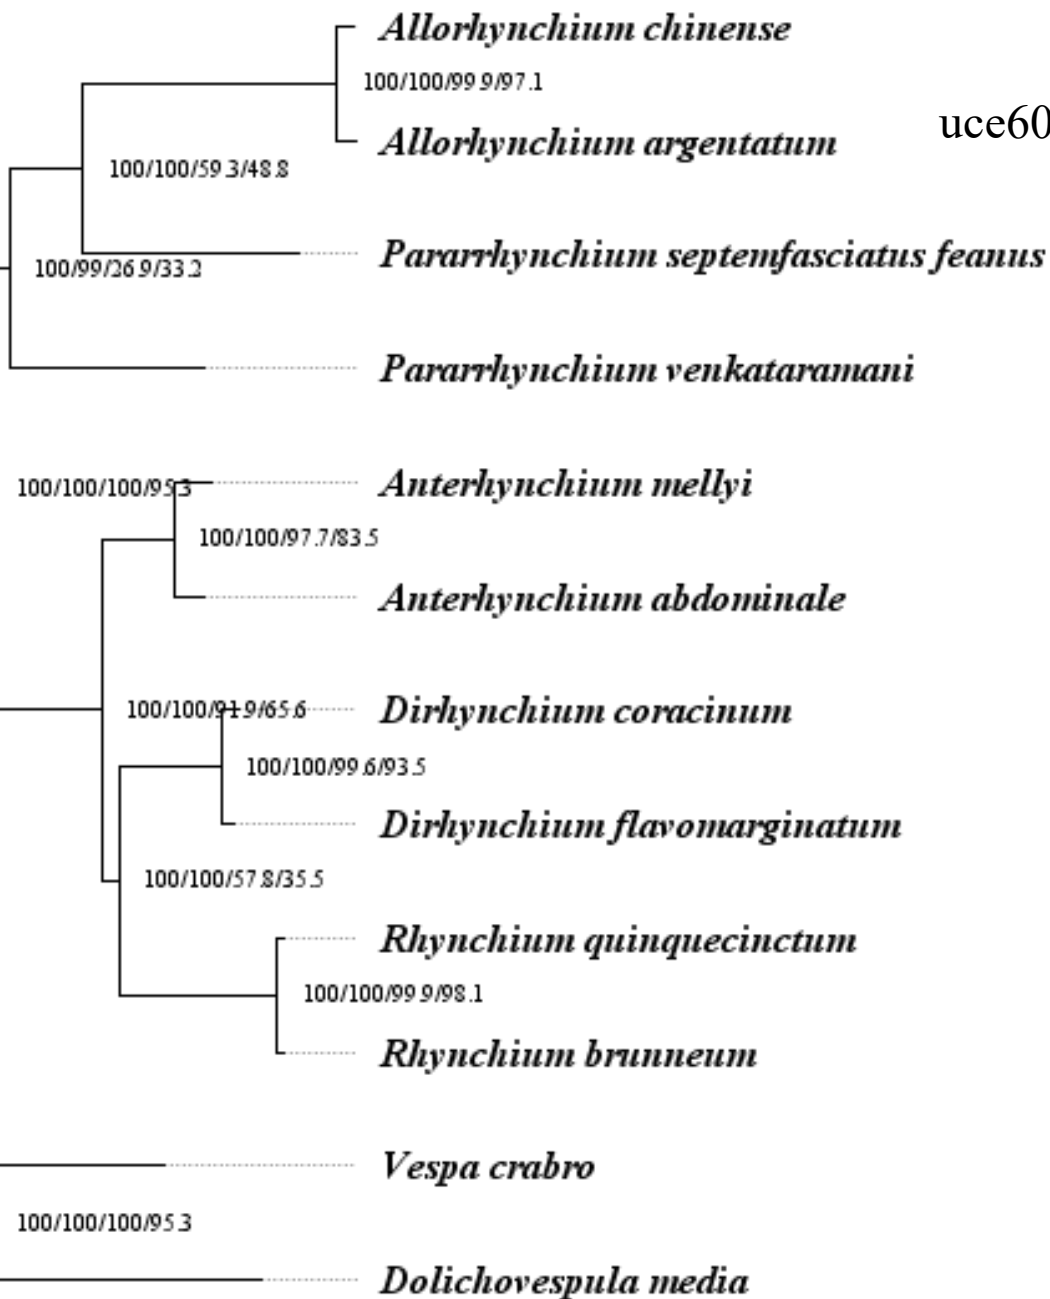 Allorhynchium chinense
100/100/99.9/97.1
uce60
Allorhynchium argentatum
100/100/59.3/48.8
Pararrhynchium septemfasciatus feanus
100/99/26.9/33.2
Pararrhynchium venkataramani
Anterhynchium mellyi
100/100/100/95.3
100/100/97.7/83.5
Anterhynchium abdominale
Dirhynchium coracinum
100/100/91.9/65.6
100/100/99.6/93.5
Dirhynchium flavomarginatum
100/100/57.8/35.5
Rhynchium quinquecinctum
100/100/99.9/98.1
Rhynchium brunneum
Vespa crabro
100/100/100/95.3
Dolichovespula media